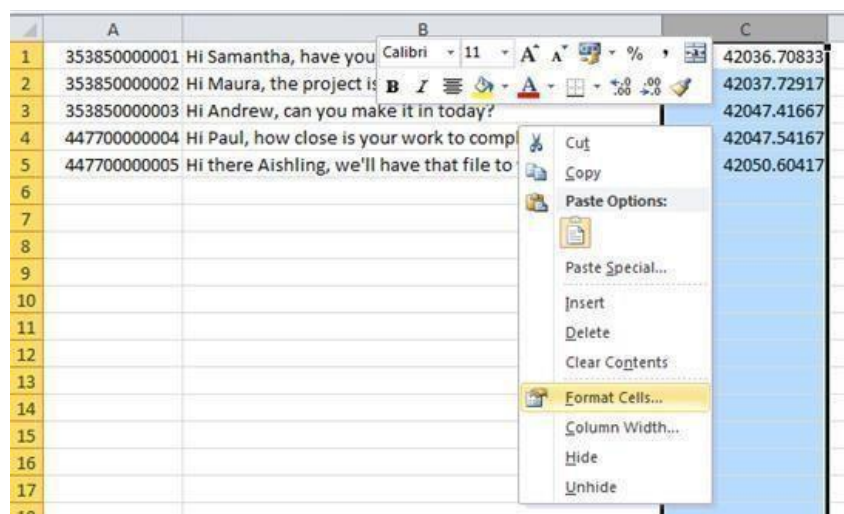 A B C
1 353850000001 Hi Samantha, have you 42036.70833
2 353850000002 Hi Maura, the project is 42037.72917
3 353850000003 Hi Andrew, can you make it in today? 42047.41667
4 447700000004 Hi Paul, how close is your work to compl 42047.54167
5 447700000005 Hi there Aishling, we'll have that file to 42050.60417
6
7
8
9
10
11
12
13
14
15
16
17
Calibri 11 A A % ,
B I A .0 .00 .00 .0
Cut
Copy
Paste Options:
Paste Special...
Insert
Delete
Clear Contents
Format Cells...
Column Width...
Hide
Unhide